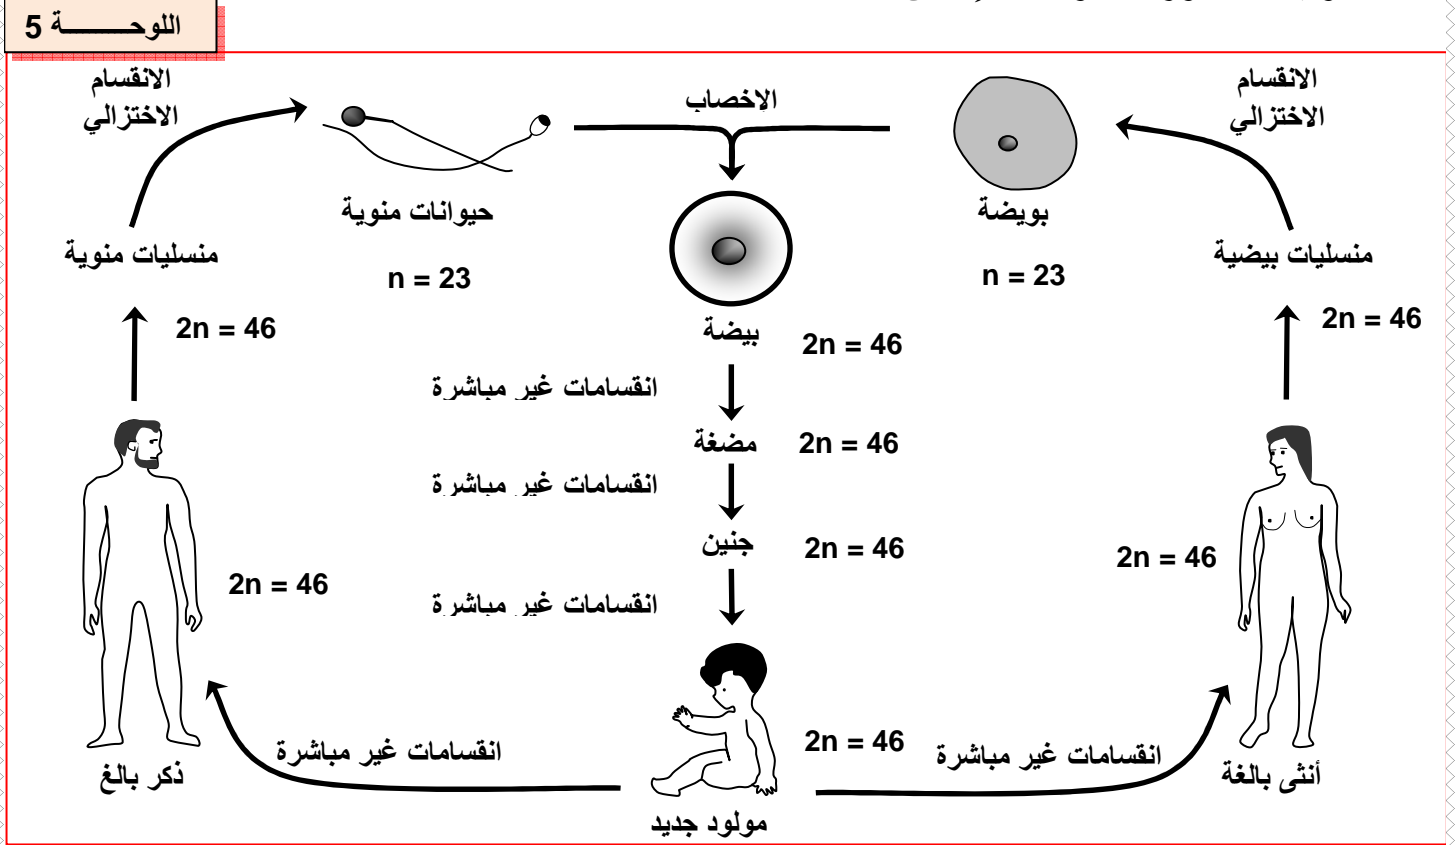 اللوحـــــــــة 5
الانقسام
الاختزالي
الإخصاب
الانقسام
الاختزالي
بويضة
حيوانات منوية
منسليات بيضية
منسليات منوية
n = 23
n = 23
2n = 46
2n = 46
بيضة
2n = 46
انقسامات غير مباشرة
مضغة
2n = 46
انقسامات غير مباشرة
جنين
2n = 46
2n = 46
2n = 46
انقسامات غير مباشرة
2n = 46
انقسامات غير مباشرة
انقسامات غير مباشرة
أنثى بالغة
ذكر بالغ
مولود جديد